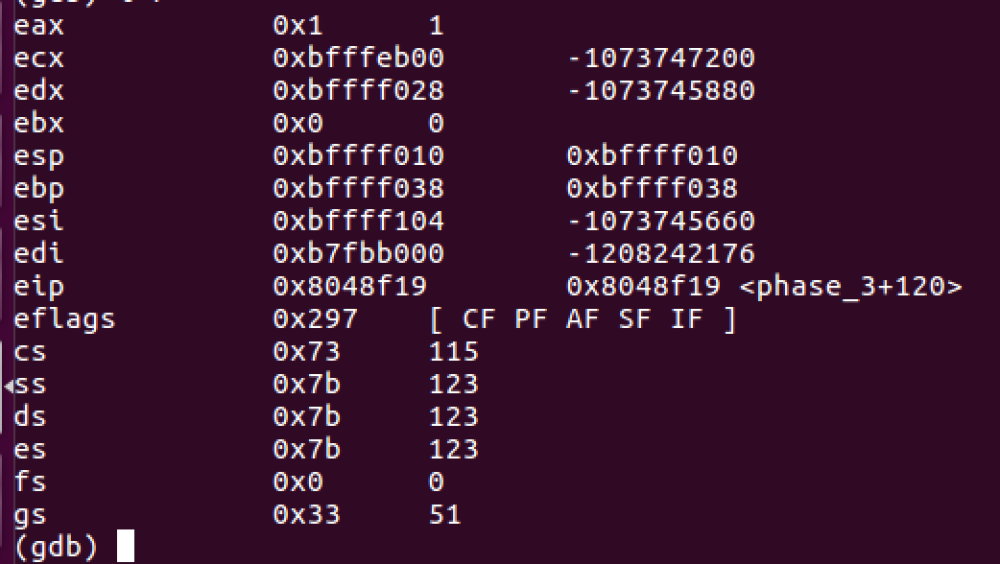 eax 0x1 1
ecx 0xbfffeb00 -1073747200
edx 0xbffff028 -1073745880
ebx 0x0 0
esp 0xbffff010 0xbffff010
ebp 0xbffff038 0xbffff038
esi 0xbffff104 -1073745660
edi 0xb7fbb000 -1208242176
eip 0x8048f19 0x8048f19 <phase_3+120>
eflags 0x297 [ CF PF AF SF IF ]
cs 0x73 115
ss 0x7b 123
ds 0x7b 123
es 0x7b 123
fs 0x0 0
gs 0x33 51
(gdb)